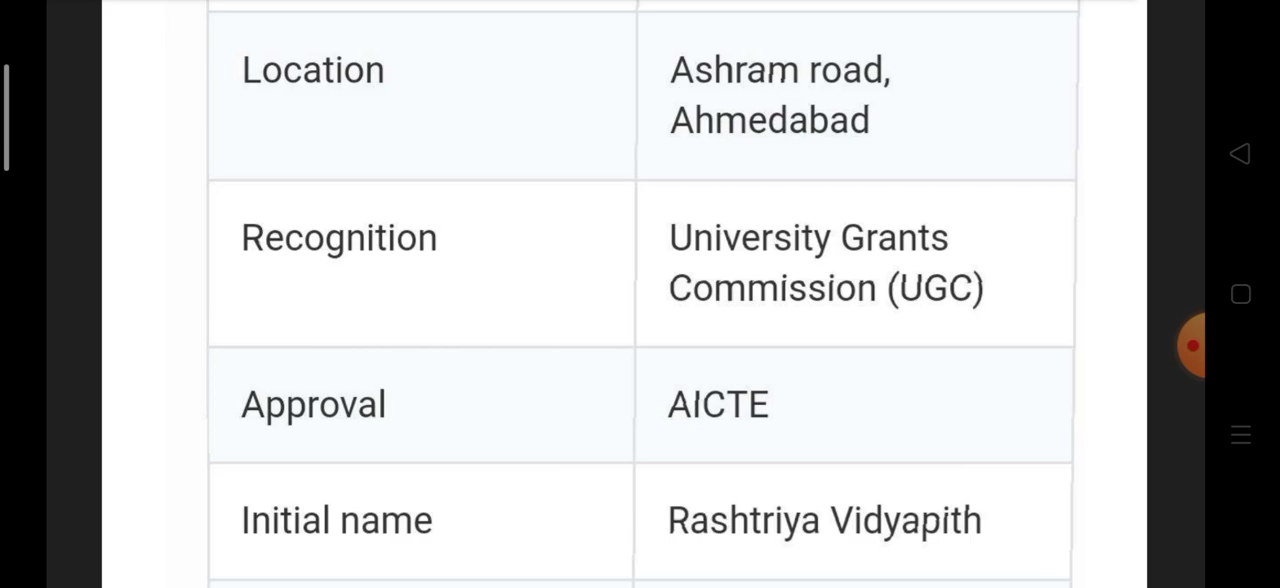 Location
Ashram road,
Ahmedabad
Recognition
University Grants
Commission (UGC)
Approval
AICTE
Initial name
Rashtriya Vidyapith